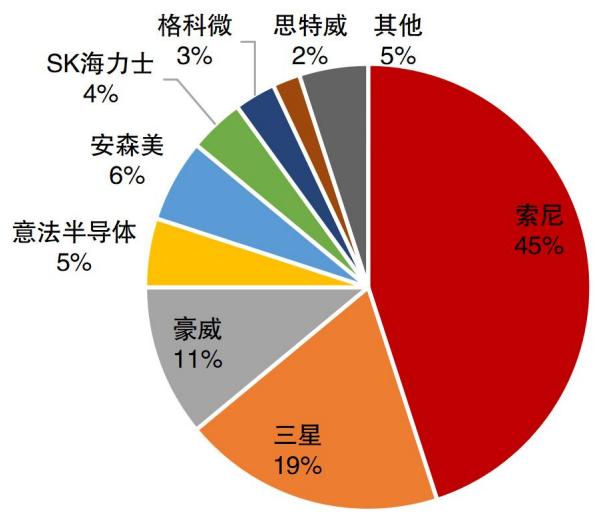 格科微
3%
思特威
2%
其他
5%
SK海力士
4%
安森美
6%
意法半导体
5%
索尼
45%
豪威
11%
三星
19%